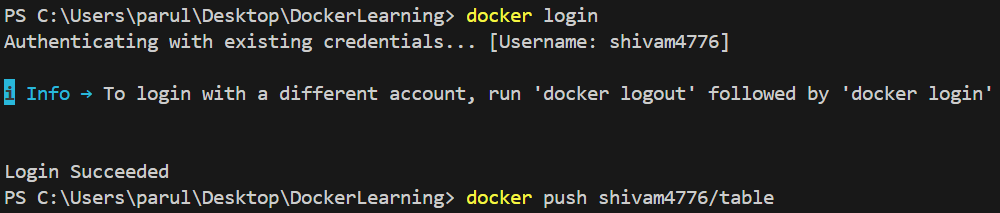 PS C:\Users\parul\Desktop\DockerLearning> docker login
Authenticating with existing credentials... [Username: shivam4776]
i Info → To login with a different account, run 'docker logout' followed by 'docker login'
Login Succeeded
PS C:\Users\parul\Desktop\DockerLearning> docker push shivam4776/table